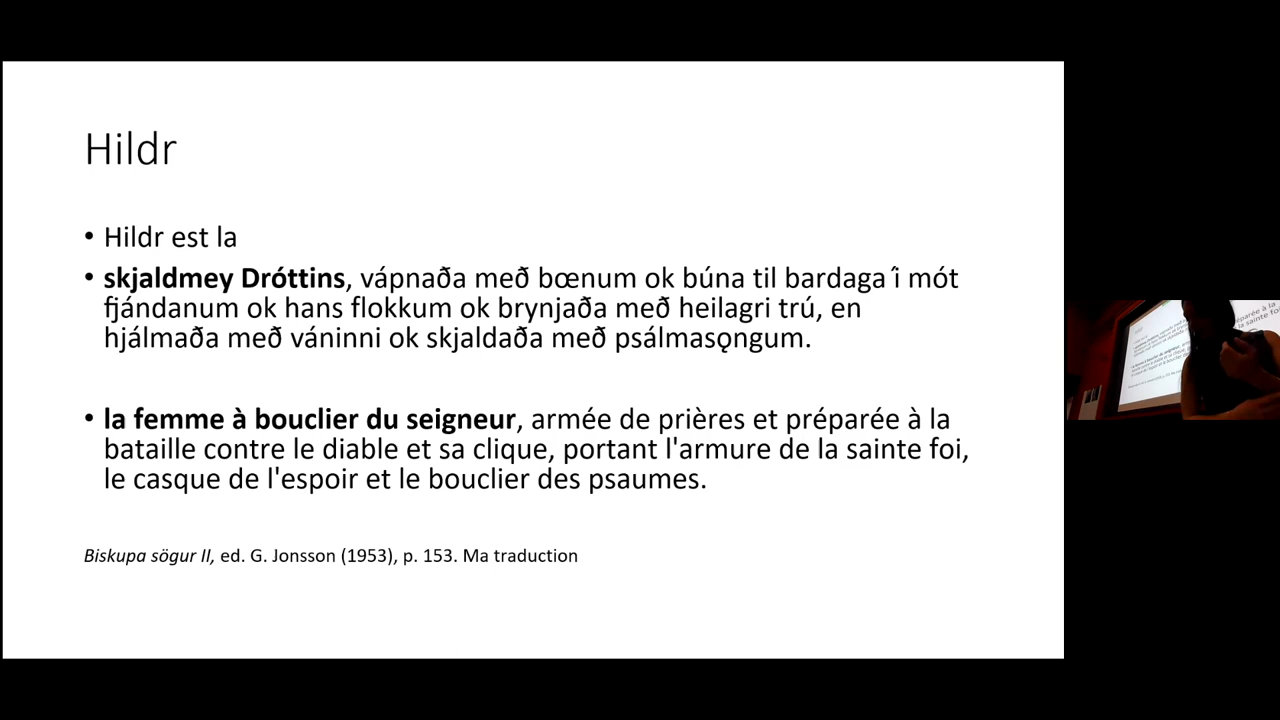 Hildr
• Hildr est la
• skjaldmey Dróttins, vápnaða með bœnum ok búna til bardaga í mót
fjándanum ok hans flokkum ok brynjaða með heilagri trú, en
hjálmaða með váninni ok skjaldaða með psálmasǫngum.
• la femme à bouclier du seigneur, armée de prières et préparée à la
bataille contre le diable et sa clique, portant l'armure de la sainte foi,
le casque de l'espoir et le bouclier des psaumes.
Biskupa sögur II, ed. G. Jonsson (1953), p. 153. Ma traduction